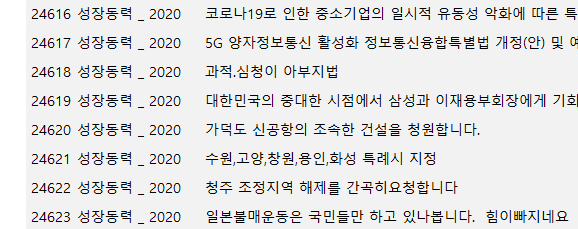 24616 성장동력 _ 2020 코로나19로 인한 중소기업의 일시적 유동성 악화에 따른 특
24617 성장동력 _ 2020 5G 양자정보통신 활성화 정보통신융합특별법 개정(안) 및 예
24618 성장동력 _ 2020 과적.심청이 아부지법
24619 성장동력 _ 2020 대한민국의 중대한 시점에서 삼성과 이재용부회장에게 기회
24620 성장동력 _ 2020 가덕도 신공항의 조속한 건설을 청원합니다.
24621 성장동력 _ 2020 수원,고양,창원,용인,화성 특례시 지정
24622 성장동력 _ 2020 청주 조정지역 해제를 간곡히요청합니다
24623 성장동력 _ 2020 일본불매운동은 국민들만 하고 있나봅니다.  힘이빠지네요